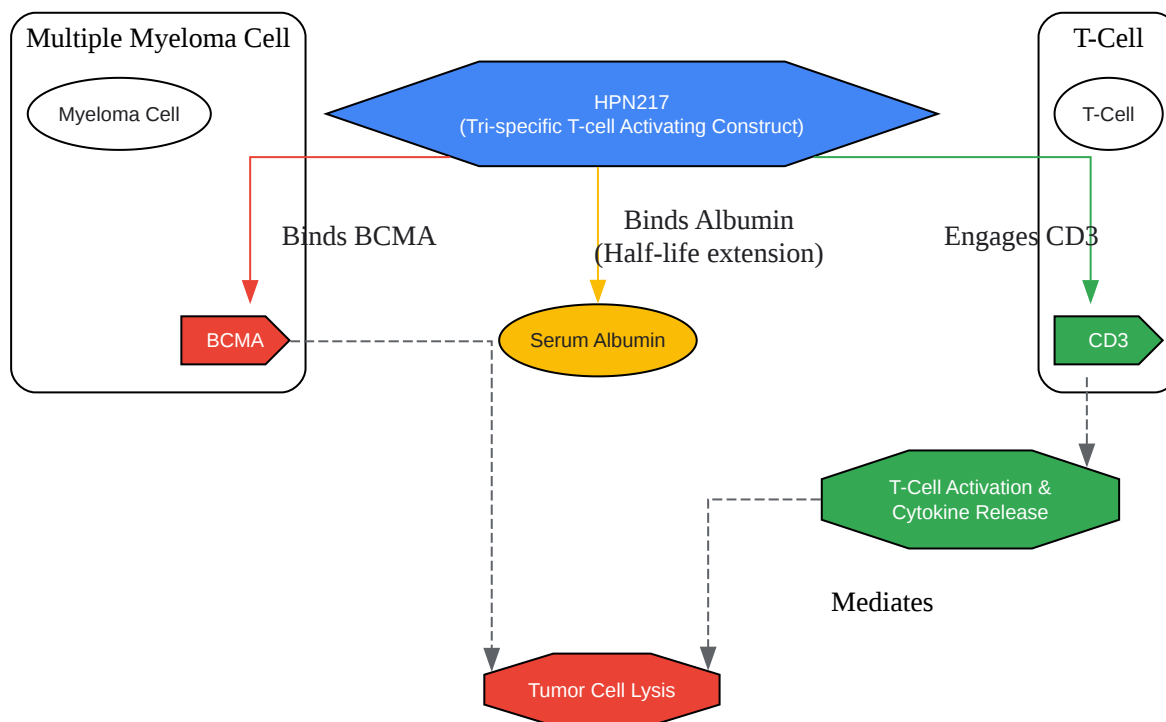 Multiple Myeloma Cell
T-Cell
Myeloma Cell
HPN217
(Tri-specific T-cell Activating Construct)
T-Cell
Binds BCMA
Binds Albumin
(Half-life extension)
Engages CD3
BCMA
Serum Albumin
CD3
T-Cell Activation &
Cytokine Release
Mediates
Tumor Cell Lysis